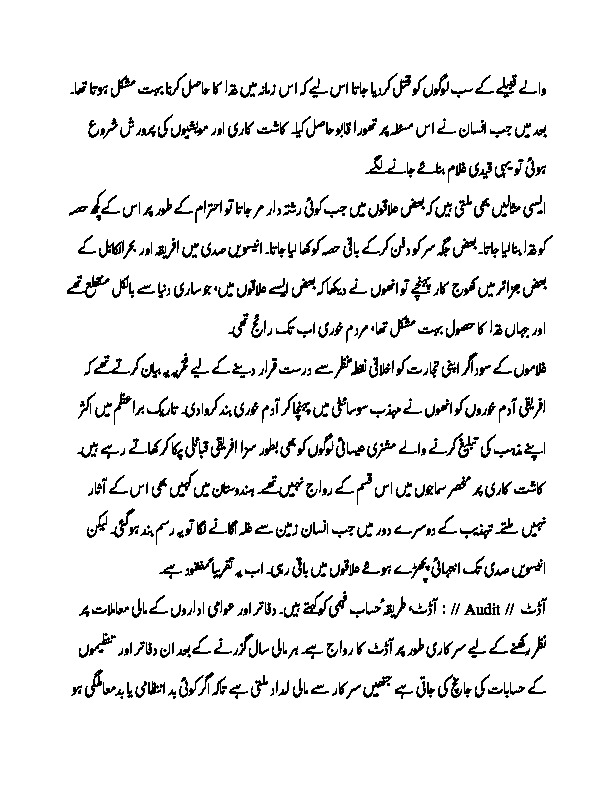 والے قبیلے کے سب لوگوں کو قتل کردیا جاتا اس لیے کہ اس زمانہ میں غذا کا حاصل کرنا بہت مشکل ہوتا تھا۔
بعد میں جب انسان نے اس مسئلہ پر تھوڑا قابو حاصل کیا۔ کاشت کاری اور مویشیوں کی پرورش شروع
ہوئی تو یہی قیدی غلام بنائے جانے لگے۔
ایسی مثالیں بھی ملتی ہیں کہ بعض علاقوں میں جب کوئی رشتہ دار مر جاتا تو احترام کے طور پر اس کے کچھ حصہ
کو غذا بنالیا جاتا۔ بعض جگہ سر کو دفن کرکے باقی حصہ کو کھا لیا جاتا۔ انیسویں صدی میں افریقہ اور بحرالکاہل کے
بعض جزائر میں کھوج کار پہنچے تو انھوں نے دیکھا کہ بعض ایسے علاقوں میں، جو ساری دنیا سے بالکل منقطع تھے
اور جہاں غذا کا حصول بہت مشکل تھا، مردم خوری اب تک رائج تھی۔
غلاموں کے سوداگر اپنی تجارت کو اخلاقی نقطہ نظر سے درست قرار دینے کے لیے فخریہ یہ بیان کرتے تھے کہ
افریقی آدم خوروں کو انھوں نے مہذب سوسائٹی میں پہنچا کر آدم خوری بند کروادی۔ تاریک براعظم میں اکثر
اپنے مذہب کی تبلیغ کرنے والے مشنری عیسائی لوگوں کو بھی بطور سزا افریقی قبائلی پکا کر کھاتے رہے ہیں۔
کاشت کاری پر منحصر سماجوں میں اس قسم کے رواج نہیں تھے۔ ہندوستان میں کہیں بھی اس کے آثار
نہیں ملتے۔ تہذیب کے دوسرے دور میں جب انسان زمین سے غلہ اگانے لگا تو یہ رسم بند ہوگئی۔ لیکن
انیسویں صدی تک انتہائی پچھڑے ہوئے علاقوں میں باقی رہی۔ اب یہ تقریباً مفقود ہے۔
آڈٹ // Audit // : آڈٹ، طریقۂ حساب فہمی کو کہتے ہیں۔ دفاتر اور عوامی اداروں کے مالی معاملات پر
نظر رکھنے کے لیے سرکاری طور پر آڈٹ کا رواج ہے۔ ہر مالی سال گزرنے کے بعد ان دفاتر اور تنظیموں
کے حسابات کی جانچ کی جاتی ہے جنھیں سرکار سے مالی امداد ملتی ہے تاکہ اگر کوئی بد انتظامی یا بد معاملگی ہو